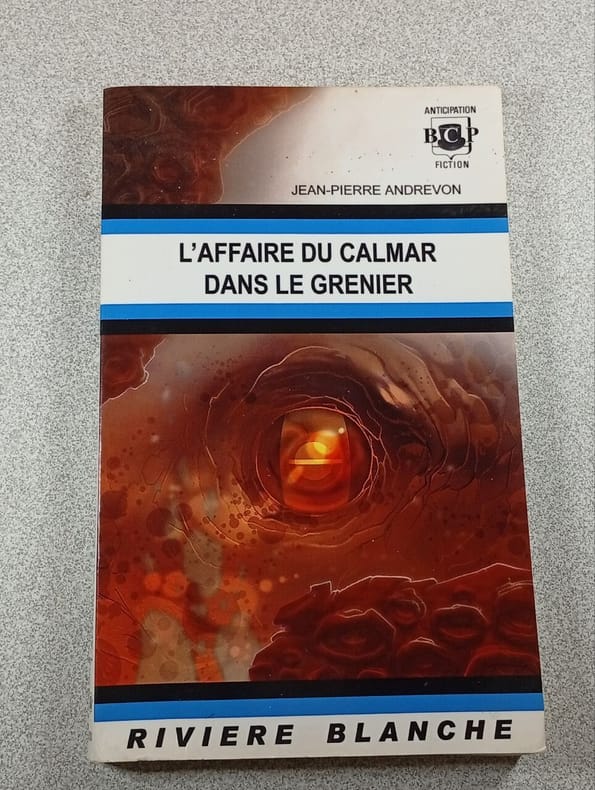 ANTICIPATION
BCP
FICTION
JEAN-PIERRE ANDREVON
L'AFFAIRE DU CALMAR
DANS LE GRENIER
RIVIERE BLANCHE